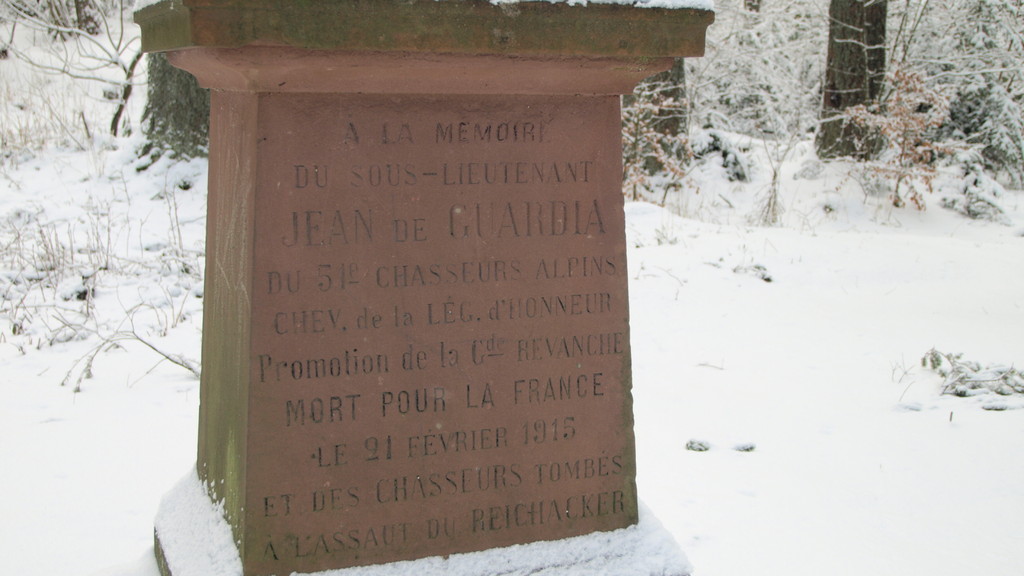 À LA MÉMOIRE
DU SOUS-LIEUTENANT
JEAN DE GUARDIA
DU 51e CHASSEURS ALPINS
CHEV. de la LÉG. d'HONNEUR
Promotion de la Gde REVANCHE
MORT POUR LA FRANCE
LE 21 FÉVRIER 1915
ET DES CHASSEURS TOMBÉS
À L'ASSAUT DU REICHACKER